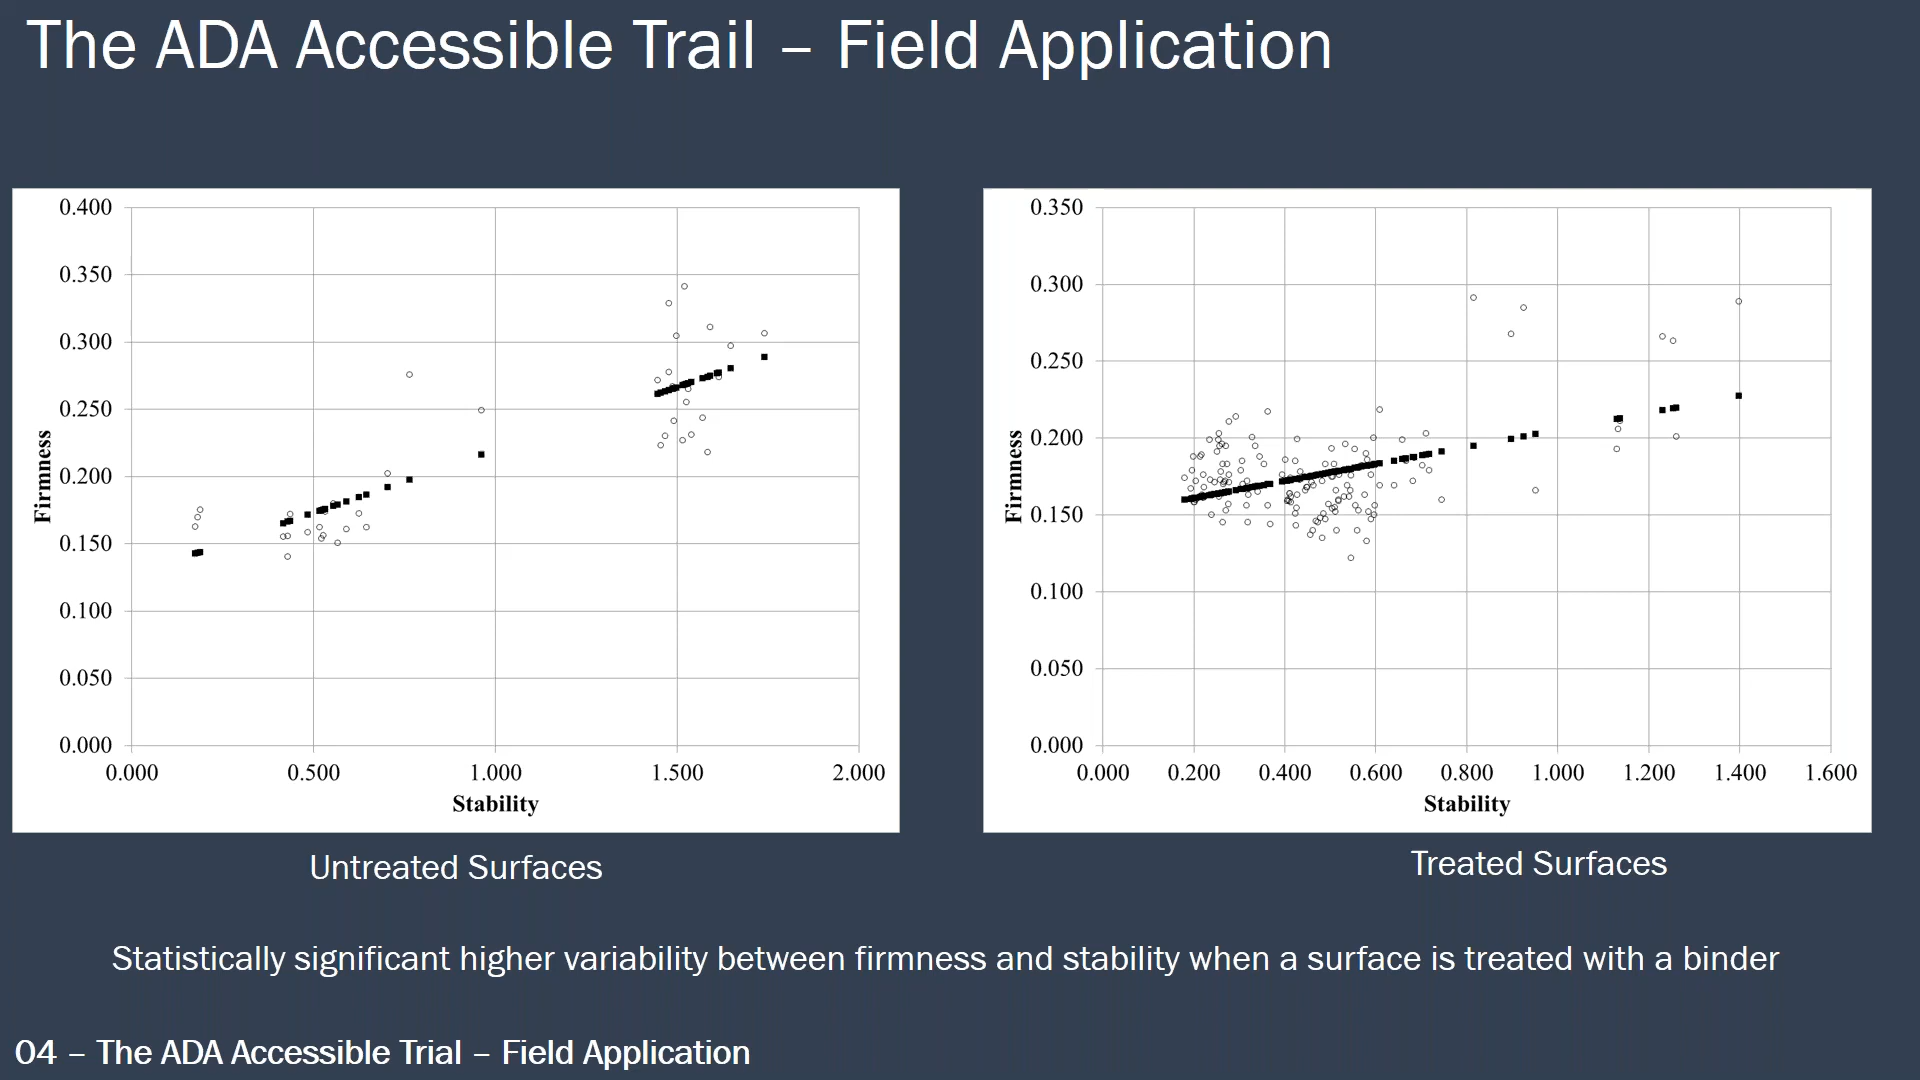 The ADA Accessible Trail – Field Application
0.400
0.350
0.300
0.250
0.200
0.150
0.100
0.050
0.000
Firmness
0.000 0.500 1.000 1.500 2.000
Stability
Untreated Surfaces
0.350
0.300
0.250
0.200
0.150
0.100
0.050
0.000
Firmness
0.000 0.200 0.400 0.600 0.800 1.000 1.200 1.400 1.600
Stability
Treated Surfaces
Statistically significant higher variability between firmness and stability when a surface is treated with a binder
04 – The ADA Accessible Trial – Field Application